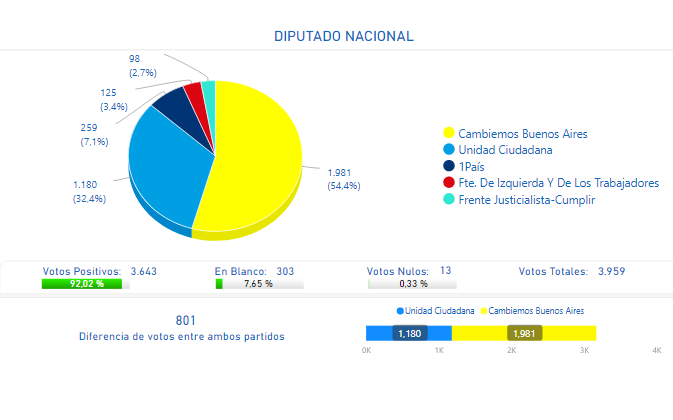 DIPUTADO NACIONAL
98
(2,7%)
125
(3,4%)
259
(7,1%)
1.180
(32,4%)
1.981
(54,4%)
Cambiemos Buenos Aires
Unidad Ciudadana
1País
Fte. De Izquierda Y De Los Trabajadores
Frente Justicialista-Cumplir
Votos Positivos: 3.643
92,02 %
En Blanco: 303
7,65 %
Votos Nulos: 13
0,33 %
Votos Totales: 3.959
801
Diferencia de votos entre ambos partidos
Unidad Ciudadana Cambiemos Buenos Aires
1,180 1,981
0K 1K 2K 3K 4K